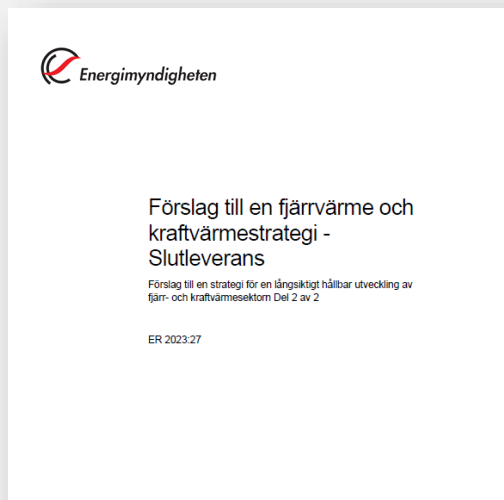 Energimyndigheten
Förslag till en fjärrvärme och
kraftvärmestrategi -
Slutleverans
Förslag till en strategi för en långsiktigt hållbar utveckling av
fjärr- och kraftvärmesektorn Del 2 av 2
ER 2023:27